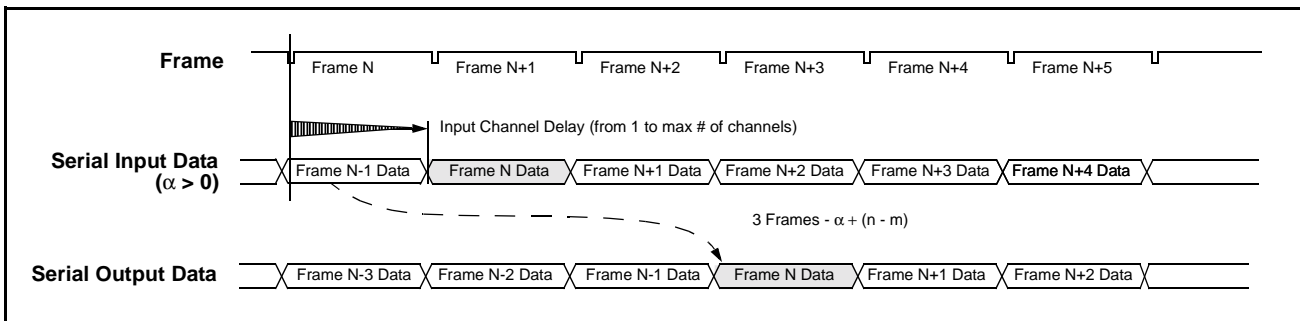 Frame
Frame N Frame N+1 Frame N+2 Frame N+3 Frame N+4 Frame N+5
Input Channel Delay (from 1 to max # of channels)
Serial Input Data
(α > 0)
Frame N-1 Data Frame N Data Frame N+1 Data Frame N+2 Data Frame N+3 Data Frame N+4 Data
3 Frames - α + (n - m)
Serial Output Data
Frame N-3 Data Frame N-2 Data Frame N-1 Data Frame N Data Frame N+1 Data Frame N+2 Data